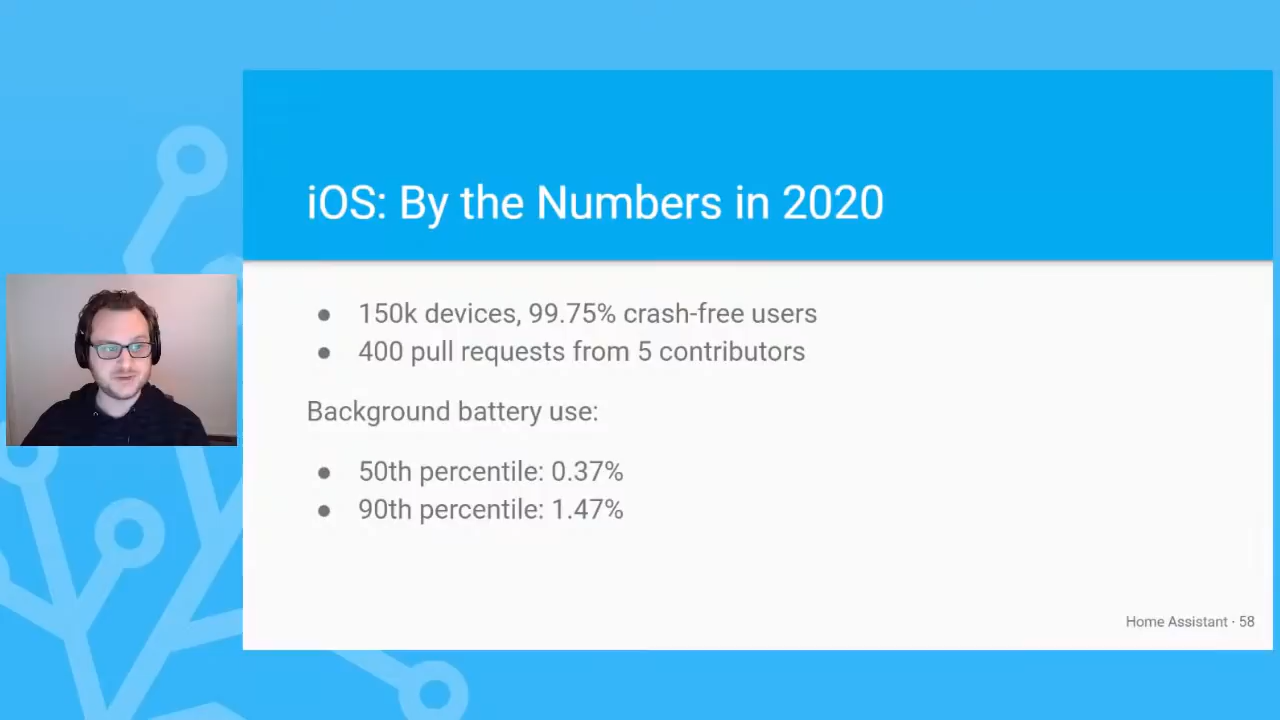 iOS: By the Numbers in 2020
● 150k devices, 99.75% crash-free users
● 400 pull requests from 5 contributors
Background battery use:
● 50th percentile: 0.37%
● 90th percentile: 1.47%
Home Assistant · 58